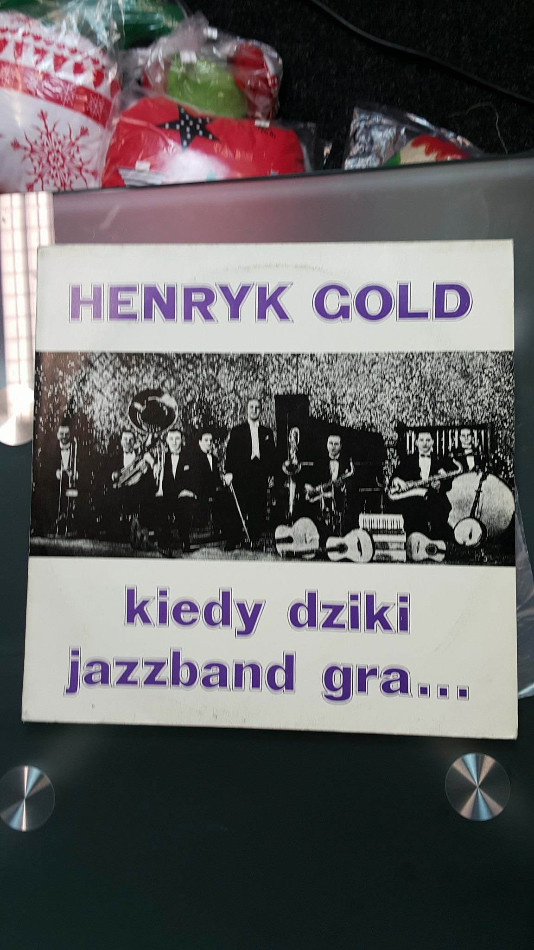 HENRYK GOLD
kiedy dziki
jazzband gra...